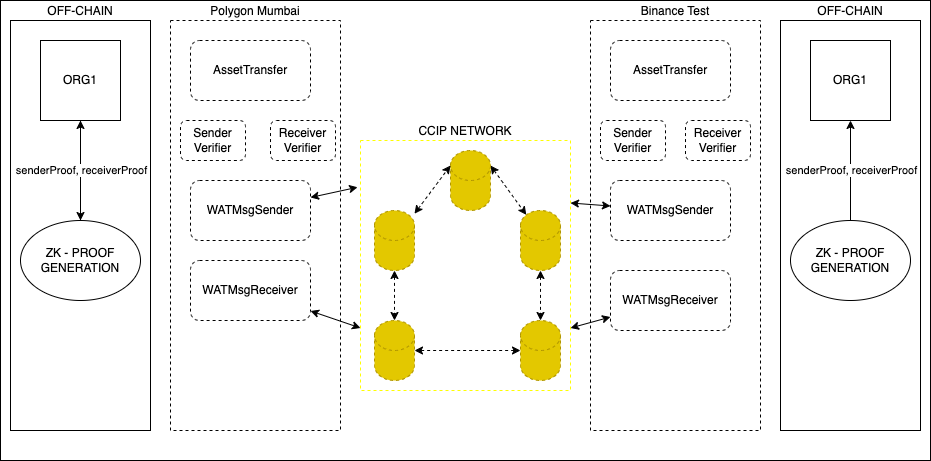 OFF-CHAIN
ORG1
senderProof, receiverProof
ZK - PROOF
GENERATION
Polygon Mumbai
AssetTransfer
Sender
Verifier
Receiver
Verifier
WATMsgSender
WATMsgReceiver
CCIP NETWORK
Binance Test
AssetTransfer
Sender
Verifier
Receiver
Verifier
WATMsgSender
WATMsgReceiver
OFF-CHAIN
ORG1
senderProof, receiverProof
ZK - PROOF
GENERATION